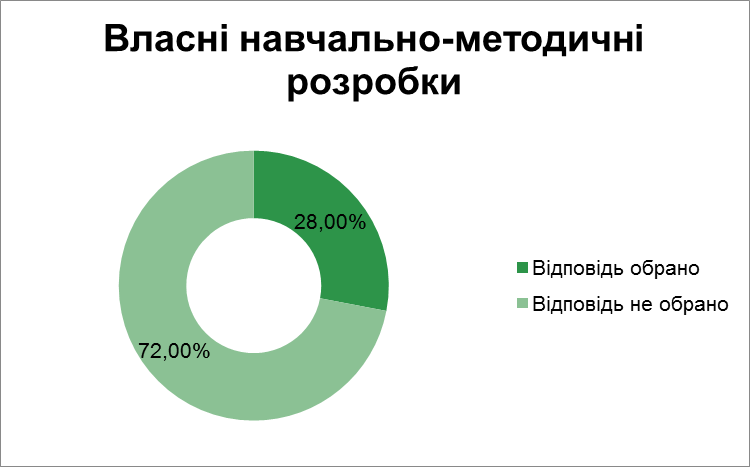 Власні навчально-методичні
розробки
28,00%
72,00%
Відповідь обрано
Відповідь не обрано